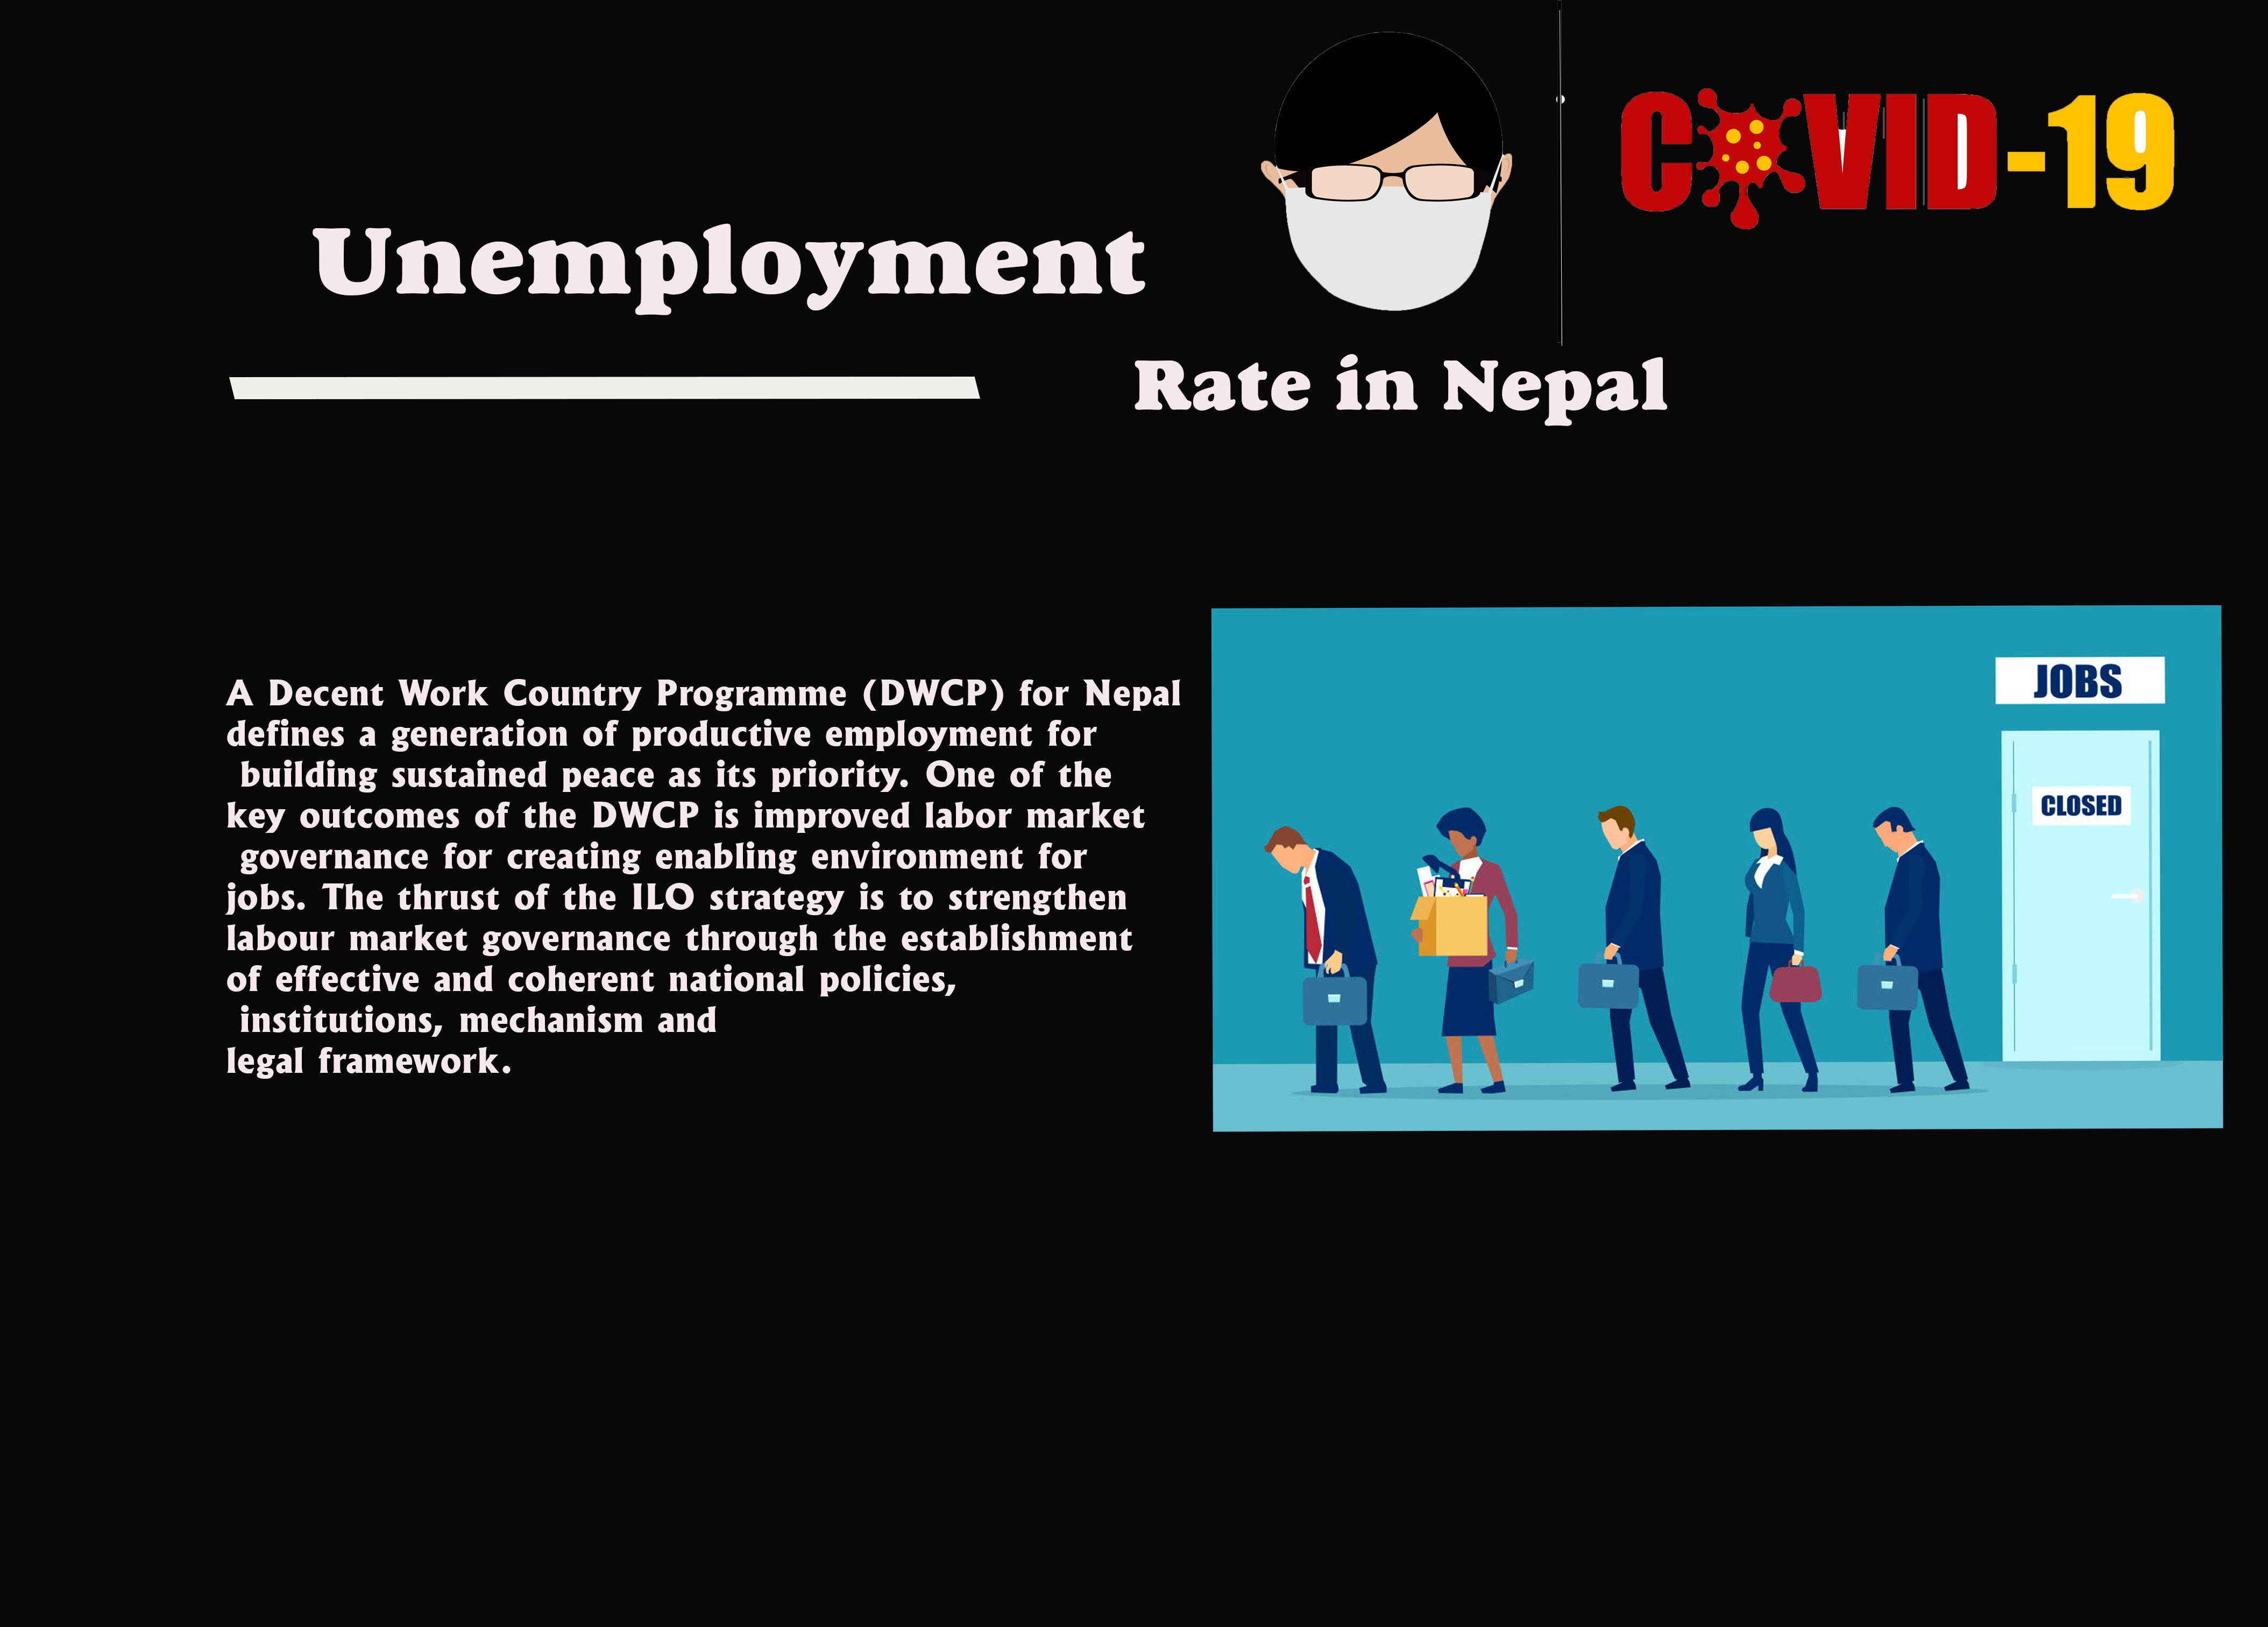 COVID-19
Unemployment
Rate in Nepal
A Decent Work Country Programme (DWCP) for Nepal
defines a generation of productive employment for
building sustained peace as its priority. One of the
key outcomes of the DWCP is improved labor market
governance for creating enabling environment for
jobs. The thrust of the ILO strategy is to strengthen
labour market governance through the establishment
of effective and coherent national policies,
institutions, mechanism and
legal framework.
JOBS
CLOSED